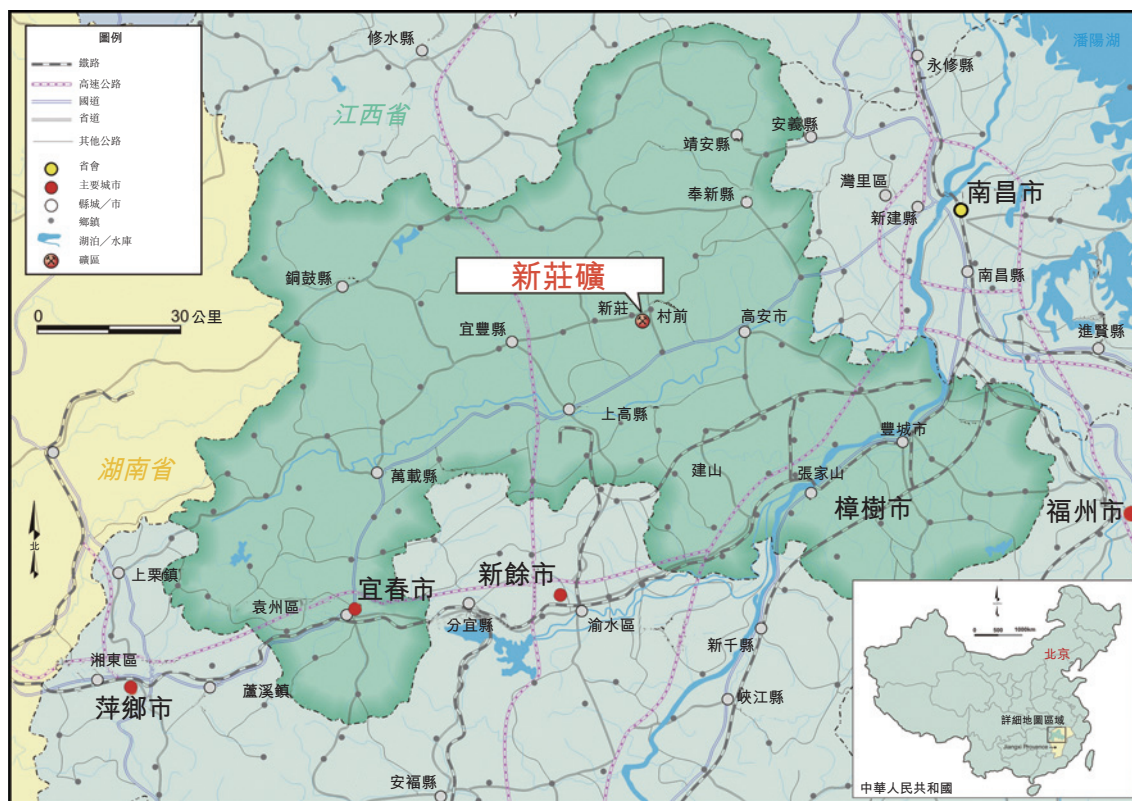 圖例
鐵路
高速公路
國道
省道
其他公路
省會
主要城市
縣城／市
鄉鎮
湖泊／水庫
礦區
0 30 公里
北
修水縣
江西省
永修縣
潘陽湖
靖安縣
安義縣
灣里區
奉新縣
新建縣
南昌市
銅鼓縣
新莊礦
南昌縣
新莊
村前
宜豐縣
高安市
進賢縣
上高縣
豐城市
湖南省
萬載縣
建山
張家山
樟樹市
福州市
上栗鎮
袁州區
宜春市
新餘市
分宜縣
渝水區
新千縣
湘東區
萍鄉市
蘆溪鎮
峽江縣
安福縣
0 500 1000km
北京
詳細地圖區域
Jiangxi Province
中華人民共和國